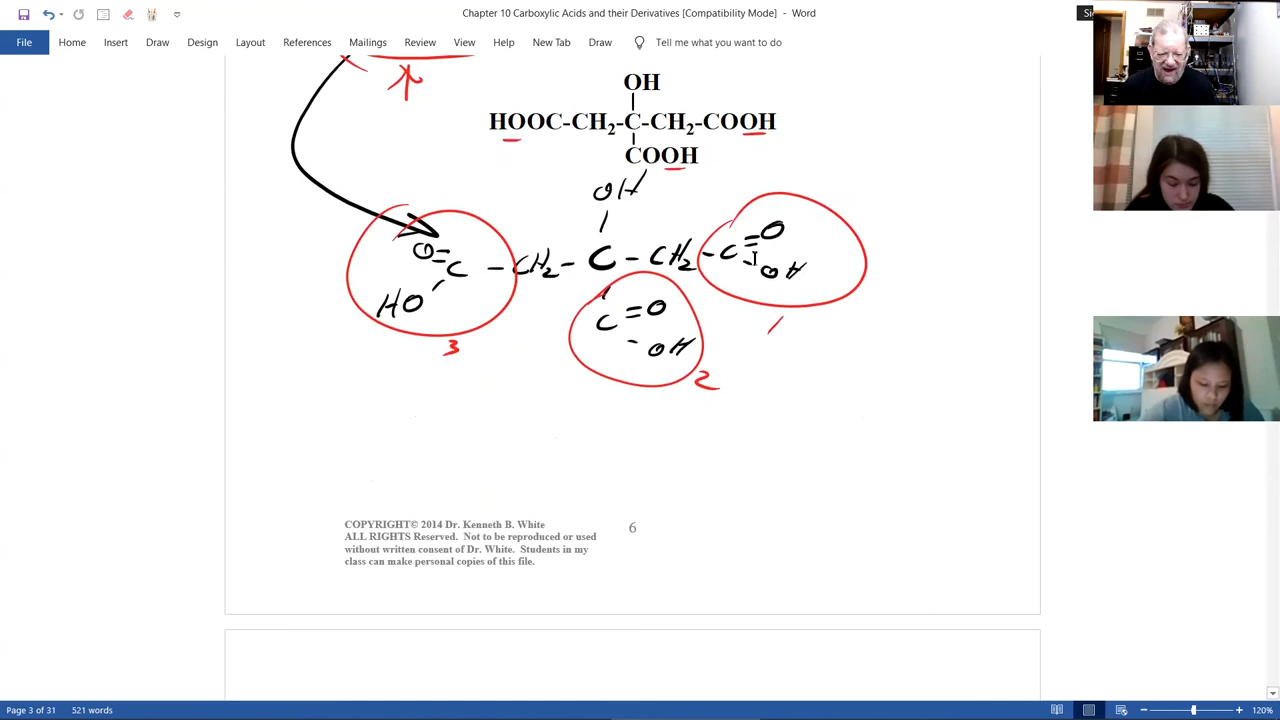 Chapter 10 Carboxylic Acids and their Derivatives [Compatibility Mode] - Word
File Home Insert Draw Design Layout References Mailings Review View Help New Tab Draw Tell me what you want to do
OH
HOOC-CH2-C-CH2-COOH
COOH
OH
O=C-CH2-C-CH2-C=O
HO
OH
C=O
OH
3
2
1
COPYRIGHT© 2014 Dr. Kenneth B. White
ALL RIGHTS Reserved. Not to be reproduced or used
without written consent of Dr. White. Students in my
class can make personal copies of this file.
6
Page 3 of 31 521 words
120%